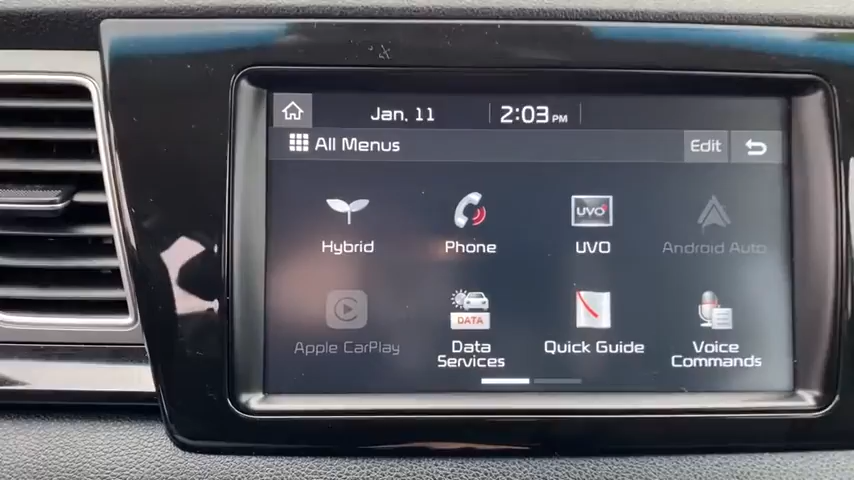 Jan. 11
2:03 PM
All Menus
Edit
Hybrid
Phone
UVO
UVO
Android Auto
Apple CarPlay
DATA
Data
Services
Quick Guide
Voice
Commands